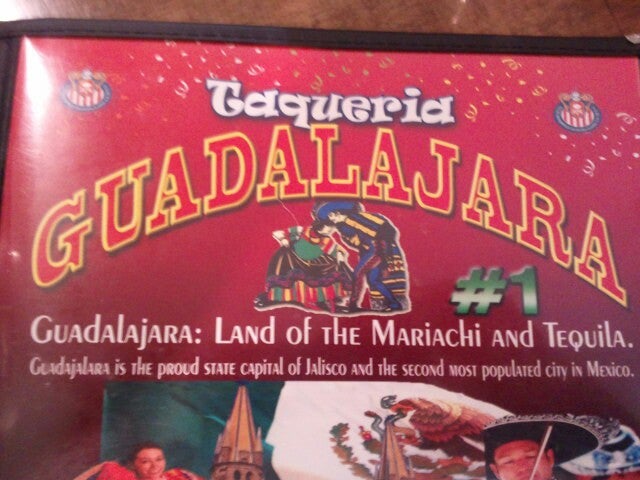 Taqueria
GUADALAJARA
#1
GUADALAJARA: LAND OF THE MARIACHI AND TEQUILA.
GUADAJALARA IS THE PROUD STATE CAPITAL OF JALISCO AND THE SECOND MOST POPULATED CITY IN MEXICO.